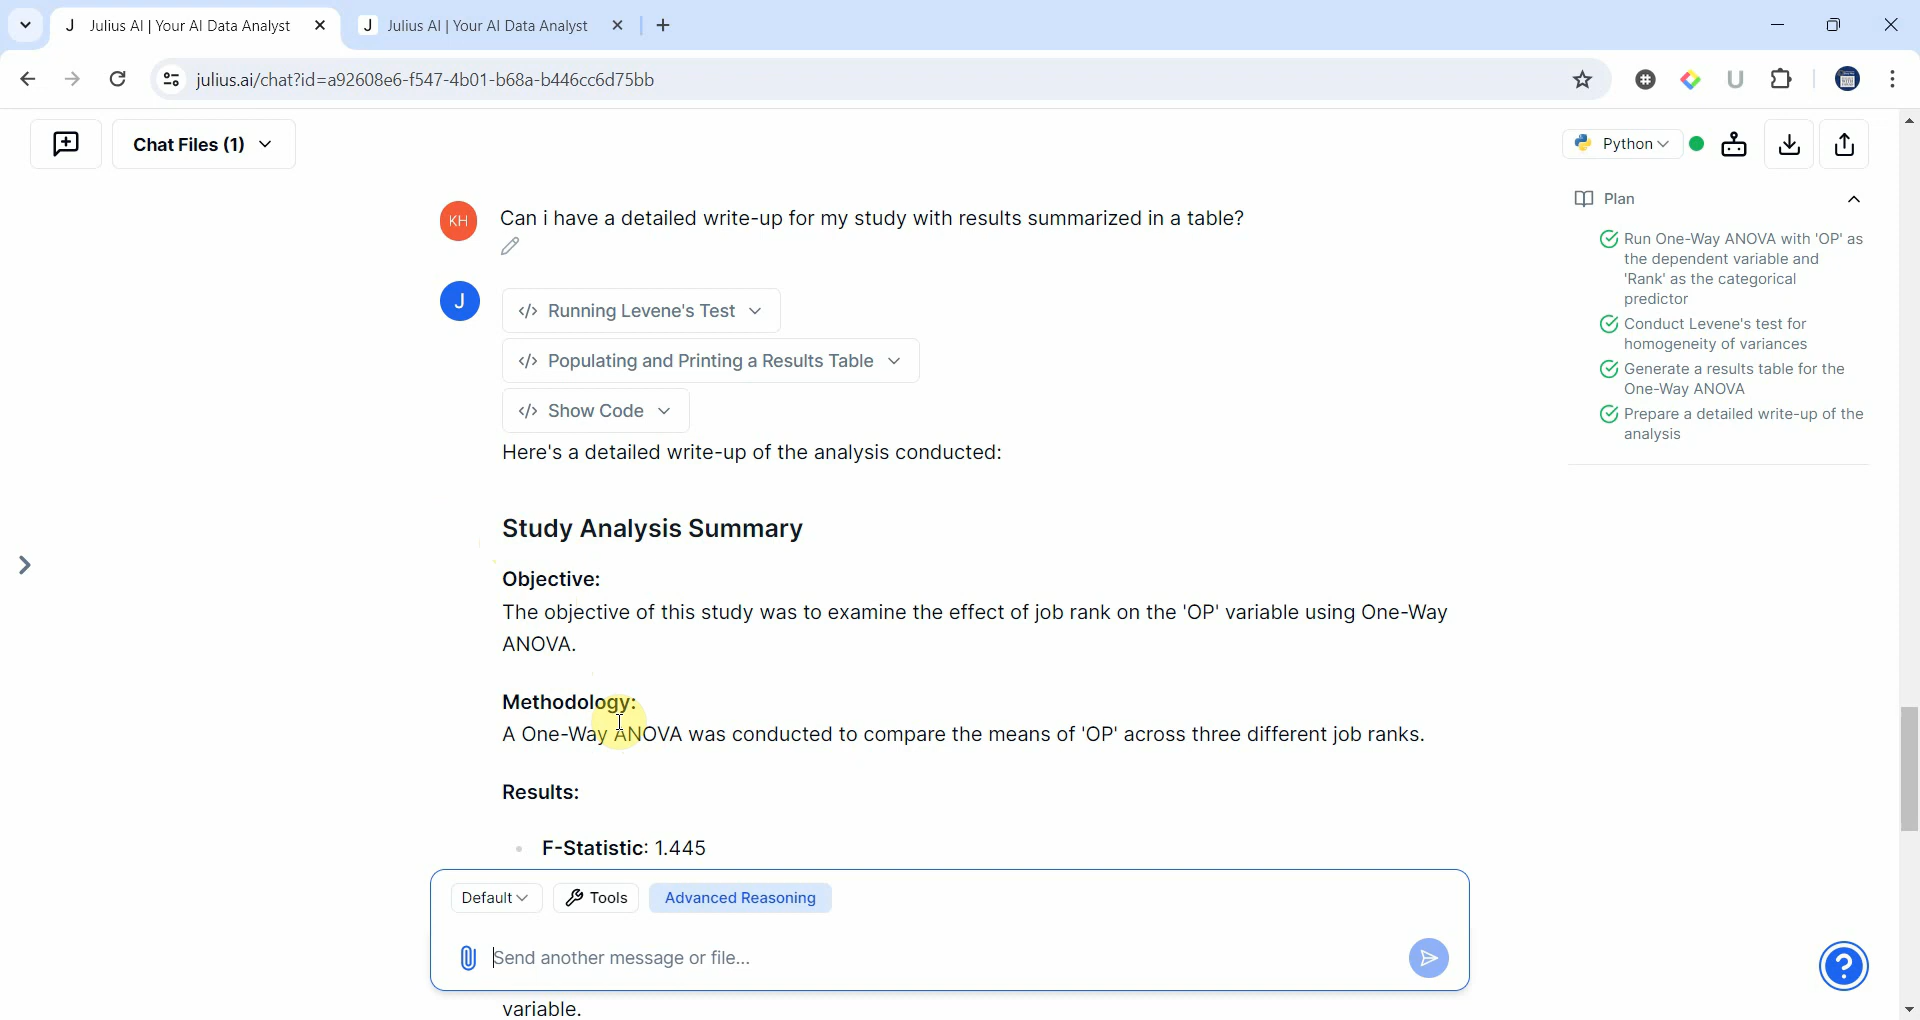 J Julius AI | Your AI Data Analyst
J Julius AI | Your AI Data Analyst
julius.ai/chat?id=a92608e6-f547-4b01-b68a-b446cc6d75bb
Chat Files (1)
Python
Plan
Run One-Way ANOVA with 'OP' as
the dependent variable and
'Rank' as the categorical
predictor
Conduct Levene's test for
homogeneity of variances
Generate a results table for the
One-Way ANOVA
Prepare a detailed write-up of the
analysis
KH
Can i have a detailed write-up for my study with results summarized in a table?
J
</> Running Levene's Test
</> Populating and Printing a Results Table
</> Show Code
Here's a detailed write-up of the analysis conducted:
Study Analysis Summary
Objective:
The objective of this study was to examine the effect of job rank on the 'OP' variable using One-Way
ANOVA.
Methodology:
A One-Way ANOVA was conducted to compare the means of 'OP' across three different job ranks.
Results:
• F-Statistic: 1.445
Default
Tools
Advanced Reasoning
Send another message or file...
?
variable.